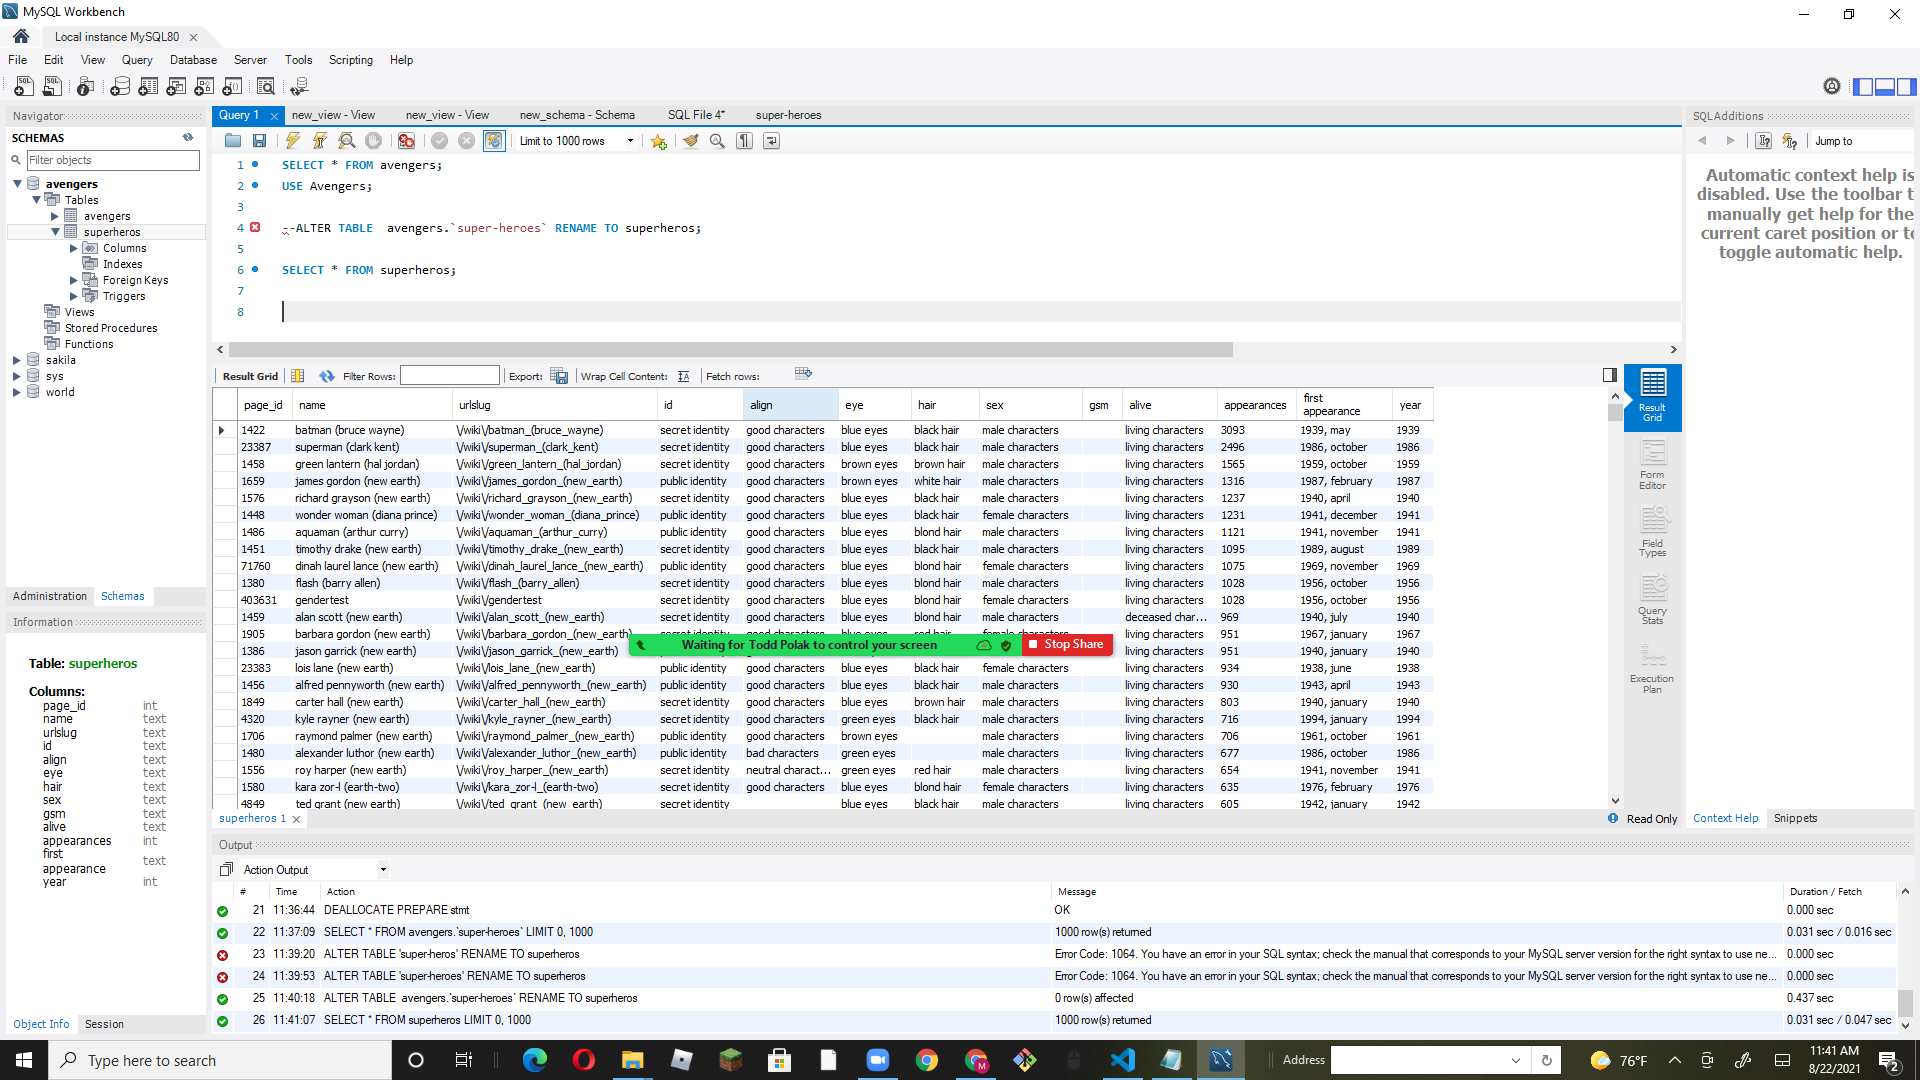 MySQL Workbench
Local instance MySQL80
File Edit View Query Database Server Tools Scripting Help
Navigator
SCHEMAS
Filter objects
avengers
Tables
avengers
superheros
Columns
Indexes
Foreign Keys
Triggers
Views
Stored Procedures
Functions
sakila
sys
world
Administration Schemas
Information
Table: superheros
Columns:
page_id int
name text
urlslug text
id text
align text
eye text
hair text
sex text
gsm text
alive text
appearances int
first appearance text
year int
Object Info Session
Query 1 new_view - View new_view - View new_schema - Schema SQL File 4* super-heroes
Limit to 1000 rows
1 SELECT * FROM avengers;
2 USE Avengers;
3
4 --ALTER TABLE  avengers.`super-heroes` RENAME TO superheros;
5
6 SELECT * FROM superheros;
7
8
Result Grid Filter Rows: Export: Wrap Cell Content: Fetch rows:
page_id name urlslug id align eye hair sex gsm alive appearances first appearance year
1422 batman (bruce wayne) \/wiki\/batman_(bruce_wayne) secret identity good characters blue eyes black hair male characters living characters 3093 1939, may 1939
23387 superman (clark kent) \/wiki\/superman_(clark_kent) secret identity good characters blue eyes black hair male characters living characters 2496 1986, october 1986
1458 green lantern (hal jordan) \/wiki\/green_lantern_(hal_jordan) secret identity good characters brown eyes brown hair male characters living characters 1565 1959, october 1959
1659 james gordon (new earth) \/wiki\/james_gordon_(new_earth) public identity good characters brown eyes white hair male characters living characters 1316 1987, february 1987
1576 richard grayson (new earth) \/wiki\/richard_grayson_(new_earth) secret identity good characters blue eyes black hair male characters living characters 1237 1940, april 1940
1448 wonder woman (diana prince) \/wiki\/wonder_woman_(diana_prince) public identity good characters blue eyes black hair female characters living characters 1231 1941, december 1941
1486 aquaman (arthur curry) \/wiki\/aquaman_(arthur_curry) public identity good characters blue eyes blond hair male characters living characters 1121 1941, november 1941
1451 timothy drake (new earth) \/wiki\/timothy_drake_(new_earth) secret identity good characters blue eyes black hair male characters living characters 1095 1989, august 1989
71760 dinah laurel lance (new earth) \/wiki\/dinah_laurel_lance_(new_earth) public identity good characters blue eyes blond hair female characters living characters 1075 1969, november 1969
1380 flash (barry allen) \/wiki\/flash_(barry_allen) secret identity good characters blue eyes blond hair male characters living characters 1028 1956, october 1956
403631 gendertest \/wiki\/gendertest secret identity good characters blue eyes blond hair female characters living characters 1028 1956, october 1956
1459 alan scott (new earth) \/wiki\/alan_scott_(new_earth) secret identity good characters blue eyes blond hair male characters deceased char... 969 1940, july 1940
1905 barbara gordon (new earth) \/wiki\/barbara_gordon_(new_earth) secret identity good characters blue eyes red hair female characters living characters 951 1967, january 1967
1386 jason garrick (new earth) \/wiki\/jason_garrick_(new_earth) living characters 951 1940, january 1940
Waiting for Todd Polak to control your screen Stop Share
23383 lois lane (new earth) \/wiki\/lois_lane_(new_earth) public identity good characters blue eyes black hair female characters living characters 934 1938, june 1938
1456 alfred pennyworth (new earth) \/wiki\/alfred_pennyworth_(new_earth) public identity good characters blue eyes black hair male characters living characters 930 1943, april 1943
1849 carter hall (new earth) \/wiki\/carter_hall_(new_earth) secret identity good characters blue eyes brown hair male characters living characters 803 1940, january 1940
4320 kyle rayner (new earth) \/wiki\/kyle_rayner_(new_earth) secret identity good characters green eyes black hair male characters living characters 716 1994, january 1994
1706 raymond palmer (new earth) \/wiki\/raymond_palmer_(new_earth) public identity good characters brown eyes male characters living characters 706 1961, october 1961
1480 alexander luthor (new earth) \/wiki\/alexander_luthor_(new_earth) public identity bad characters green eyes male characters living characters 677 1986, october 1986
1556 roy harper (new earth) \/wiki\/roy_harper_(new_earth) secret identity neutral charact... green eyes red hair male characters living characters 654 1941, november 1941
1580 kara zor-l (earth-two) \/wiki\/kara_zor-l_(earth-two) secret identity good characters blue eyes blond hair female characters living characters 635 1976, february 1976
4849 ted grant (new earth) \/wiki\/ted_grant_(new_earth) secret identity blue eyes black hair male characters living characters 605 1942, january 1942
superheros 1 Read Only
Result Grid
Form Editor
Field Types
Query Stats
Execution Plan
SQLAdditions
Jump to
Automatic context help is
disabled. Use the toolbar t
manually get help for the
current caret position or to
toggle automatic help.
Context Help Snippets
Output
Action Output
# Time Action Message Duration / Fetch
21 11:36:44 DEALLOCATE PREPARE stmt OK 0.000 sec
22 11:37:09 SELECT * FROM avengers.`super-heroes` LIMIT 0, 1000 1000 row(s) returned 0.031 sec / 0.016 sec
23 11:39:20 ALTER TABLE 'super-heros' RENAME TO superheros Error Code: 1064. You have an error in your SQL syntax; check the manual that corresponds to your MySQL server version for the right syntax to use ne... 0.000 sec
24 11:39:53 ALTER TABLE 'super-heroes' RENAME TO superheros Error Code: 1064. You have an error in your SQL syntax; check the manual that corresponds to your MySQL server version for the right syntax to use ne... 0.000 sec
25 11:40:18 ALTER TABLE  avengers.`super-heroes` RENAME TO superheros 0 row(s) affected 0.437 sec
26 11:41:07 SELECT * FROM superheros LIMIT 0, 1000 1000 row(s) returned 0.031 sec / 0.047 sec
Type here to search
Address
76°F
11:41 AM
8/22/2021
2